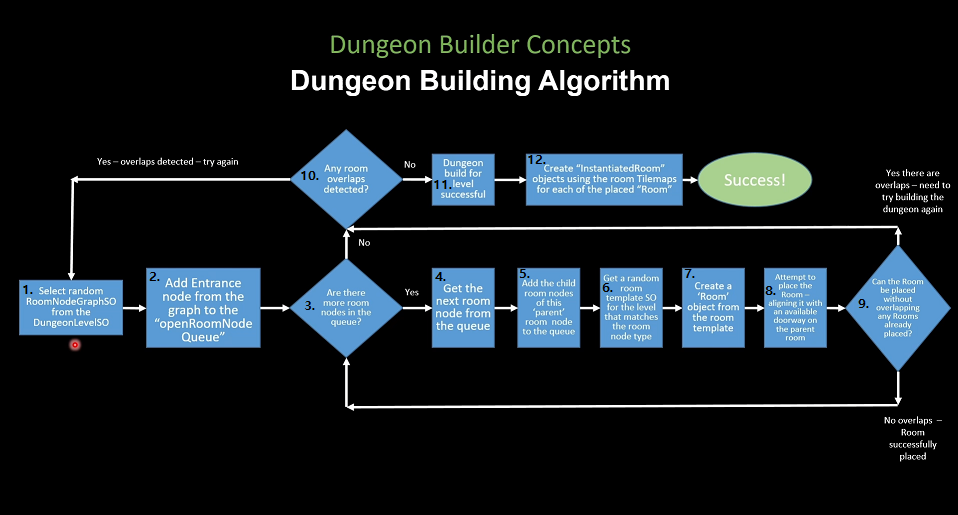 Dungeon Builder Concepts
Dungeon Building Algorithm
Yes – overlaps detected – try again
10.
Any room
overlaps
detected?
No
11.
Dungeon
build for
level
successful
12.
Create "InstantiatedRoom"
objects using the room Tilemaps
for each of the placed "Room"
Success!
Yes there are
overlaps – need to
try building the
dungeon again
No
1.
Select random
RoomNodeGraphSO
from the
DungeonLevelSO
2.
Add Entrance
node from the
graph to the
"openRoomNode
Queue"
3.
Are there
more room
nodes in the
queue?
Yes
4.
Get the
next room
node from
the queue
5.
Add the child
room nodes
of this
'parent'
room node
to the queue
6.
Get a random
room
template SO
for the level
that matches
the room
node type
7.
Create a
'Room'
object from
the room
template
8.
Attempt to
place the
Room –
aligning it with
an available
doorway on
the parent
room
9.
Can the Room
be placed
without
overlapping
any Rooms
already
placed?
No overlaps –
Room
successfully
placed